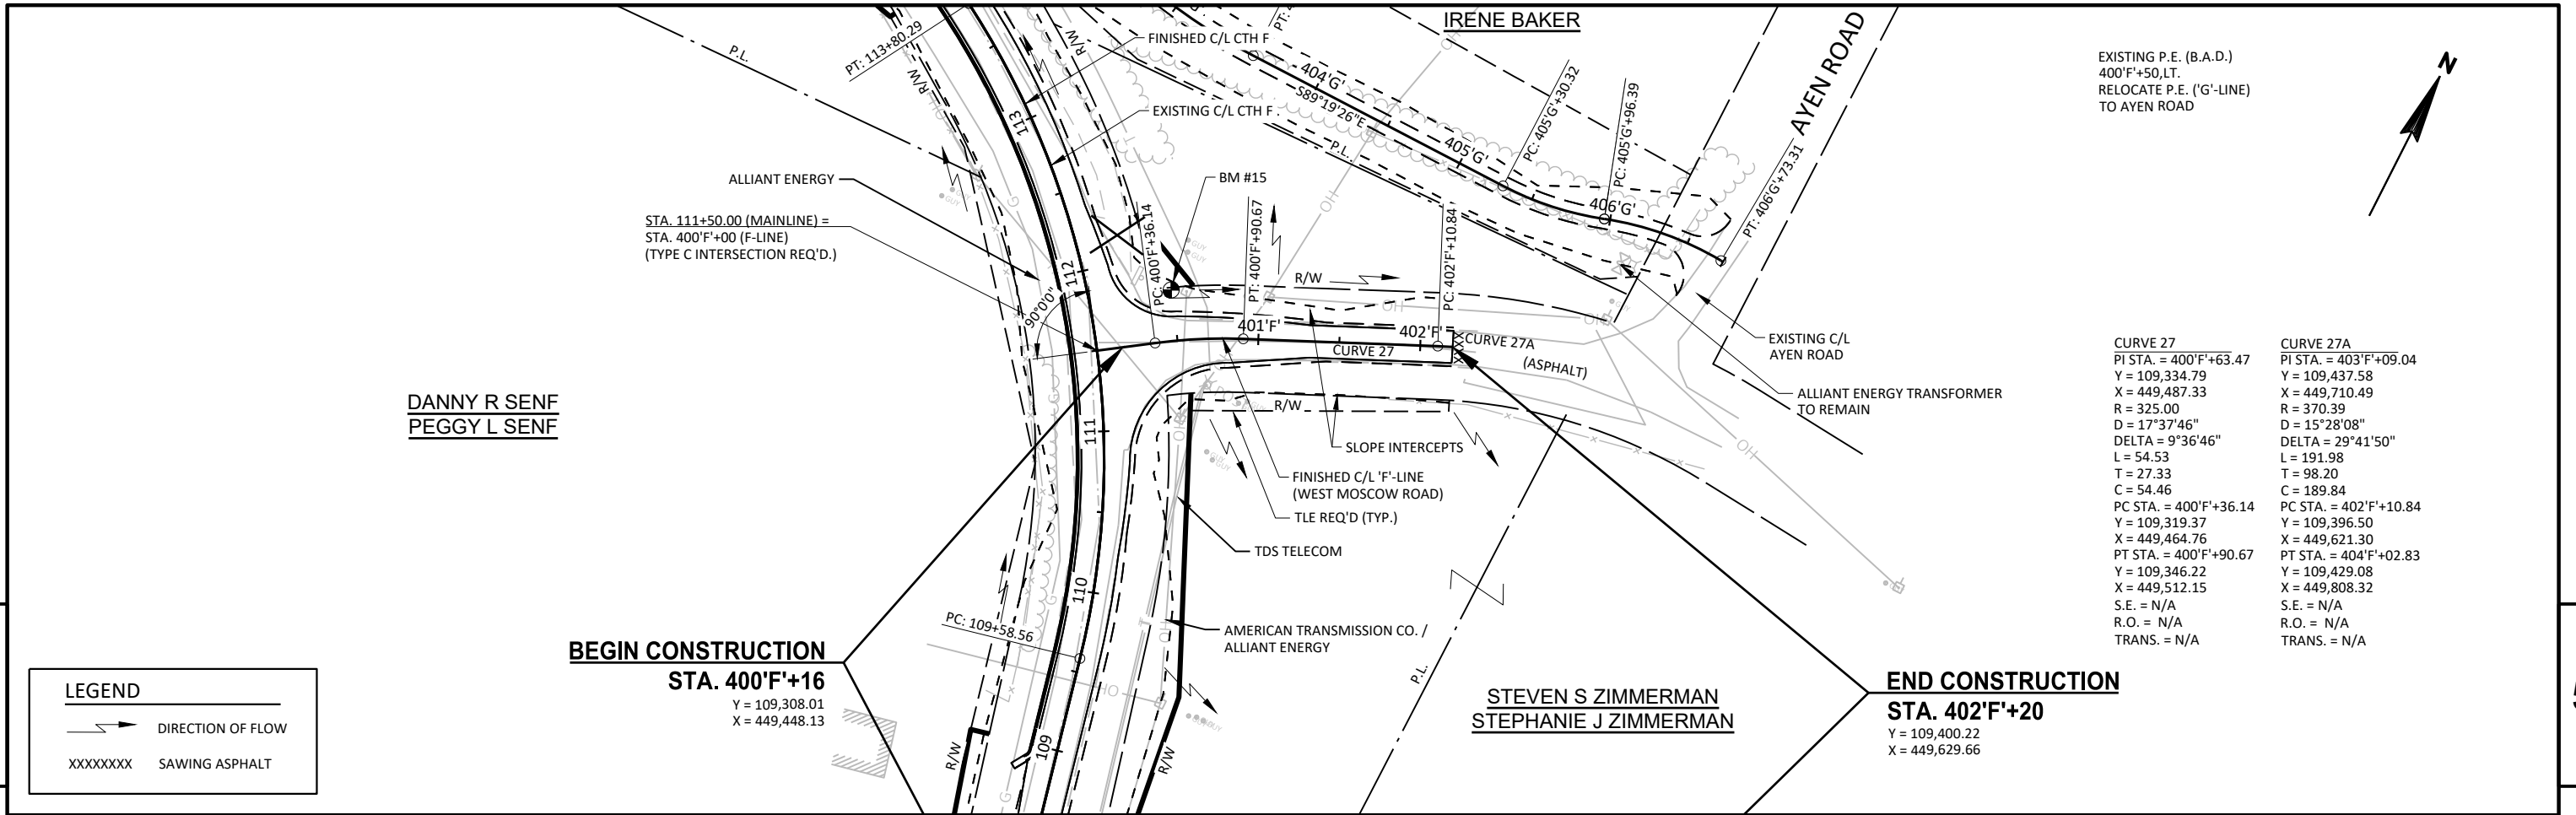 IRENE BAKER
FINISHED C/L CTH F
EXISTING C/L CTH F
PT: 113+80.29
P.L.
R/W
R/W
113
404'G'
S89°19'26"E
405'G'
406'G'
P.L.
PC: 405'G'+30.32
PC: 405'G'+96.39
PT: 406'G'+73.31
AYEN ROAD
EXISTING P.E. (B.A.D.)
400'F'+50,LT.
RELOCATE P.E. ('G'-LINE)
TO AYEN ROAD
N
ALLIANT ENERGY
STA. 111+50.00 (MAINLINE) =
STA. 400'F'+00 (F-LINE)
(TYPE C INTERSECTION REQ'D.)
BM #15
PC: 400'F'+36.14
PT: 400'F'+90.67
PC: 402'F'+10.84
112
90°0'0"
R/W
401'F'
402'F'
CURVE 27
CURVE 27A
XXXX
(ASPHALT)
EXISTING C/L
AYEN ROAD
ALLIANT ENERGY TRANSFORMER
TO REMAIN
DANNY R SENF
PEGGY L SENF
111
R/W
SLOPE INTERCEPTS
FINISHED C/L 'F'-LINE
(WEST MOSCOW ROAD)
TLE REQ'D (TYP.)
TDS TELECOM
110
PC: 109+58.56
AMERICAN TRANSMISSION CO. /
ALLIANT ENERGY
P.L.
109
R/W
R/W
OH
OH
OH
OH
OH
OH
OH
G
G
G
T
GUY
GUY
GUY
GUY
BEGIN CONSTRUCTION
STA. 400'F'+16
Y = 109,308.01
X = 449,448.13
STEVEN S ZIMMERMAN
STEPHANIE J ZIMMERMAN
END CONSTRUCTION
STA. 402'F'+20
Y = 109,400.22
X = 449,629.66
CURVE 27
PI STA. = 400'F'+63.47
Y = 109,334.79
X = 449,487.33
R = 325.00
D = 17°37'46"
DELTA = 9°36'46"
L = 54.53
T = 27.33
C = 54.46
PC STA. = 400'F'+36.14
Y = 109,319.37
X = 449,464.76
PT STA. = 400'F'+90.67
Y = 109,346.22
X = 449,512.15
S.E. = N/A
R.O. = N/A
TRANS. = N/A
CURVE 27A
PI STA. = 403'F'+09.04
Y = 109,437.58
X = 449,710.49
R = 370.39
D = 15°28'08"
DELTA = 29°41'50"
L = 191.98
T = 98.20
C = 189.84
PC STA. = 402'F'+10.84
Y = 109,396.50
X = 449,621.30
PT STA. = 404'F'+02.83
Y = 109,429.08
X = 449,808.32
S.E. = N/A
R.O. = N/A
TRANS. = N/A
LEGEND
DIRECTION OF FLOW
XXXXXXXX SAWING ASPHALT